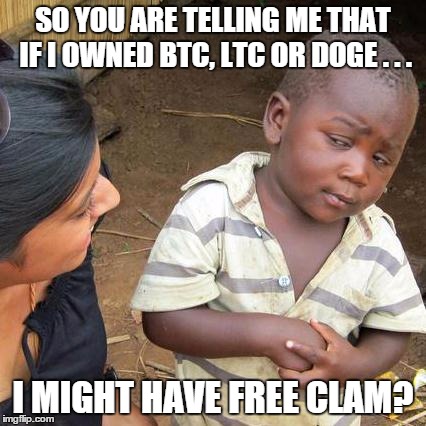 SO YOU ARE TELLING ME THAT
IF I OWNED BTC, LTC OR DOGE . . .
I MIGHT HAVE FREE CLAM?
imgflip.com